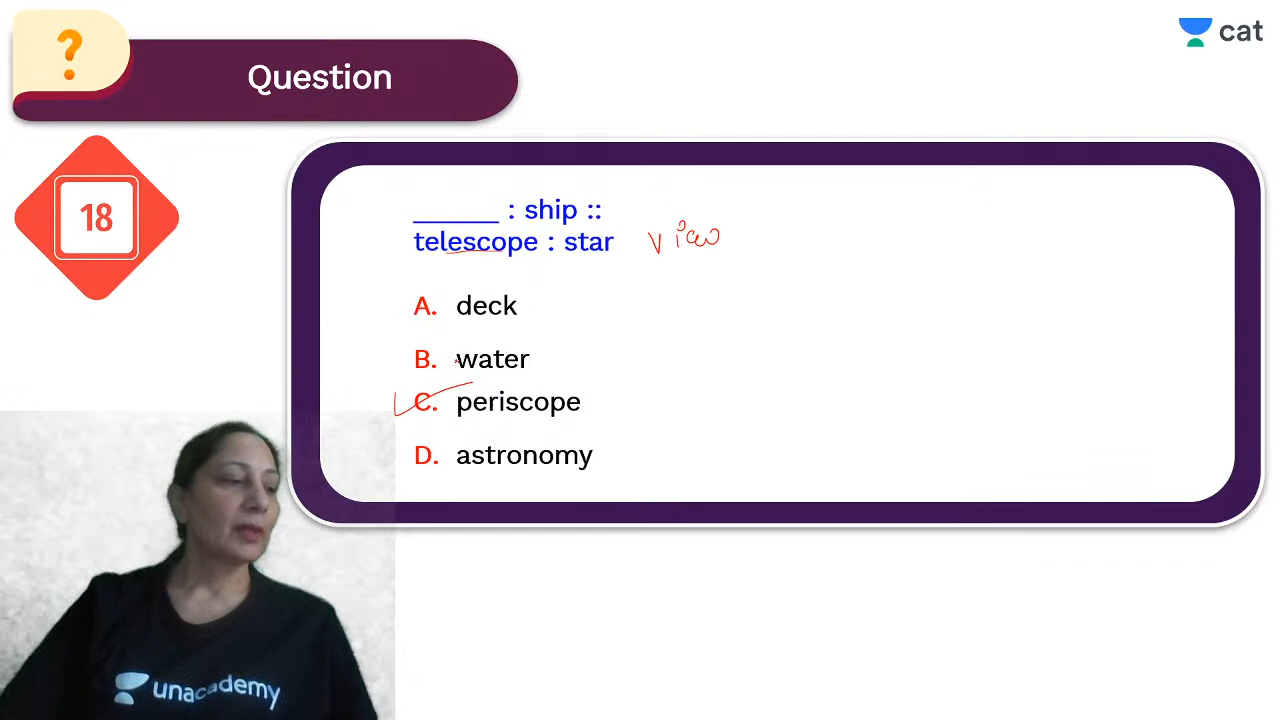 ?
Question
cat
18
______ : ship ::
telescope : star
view
A. deck
B. water
C. periscope
D. astronomy
unacademy